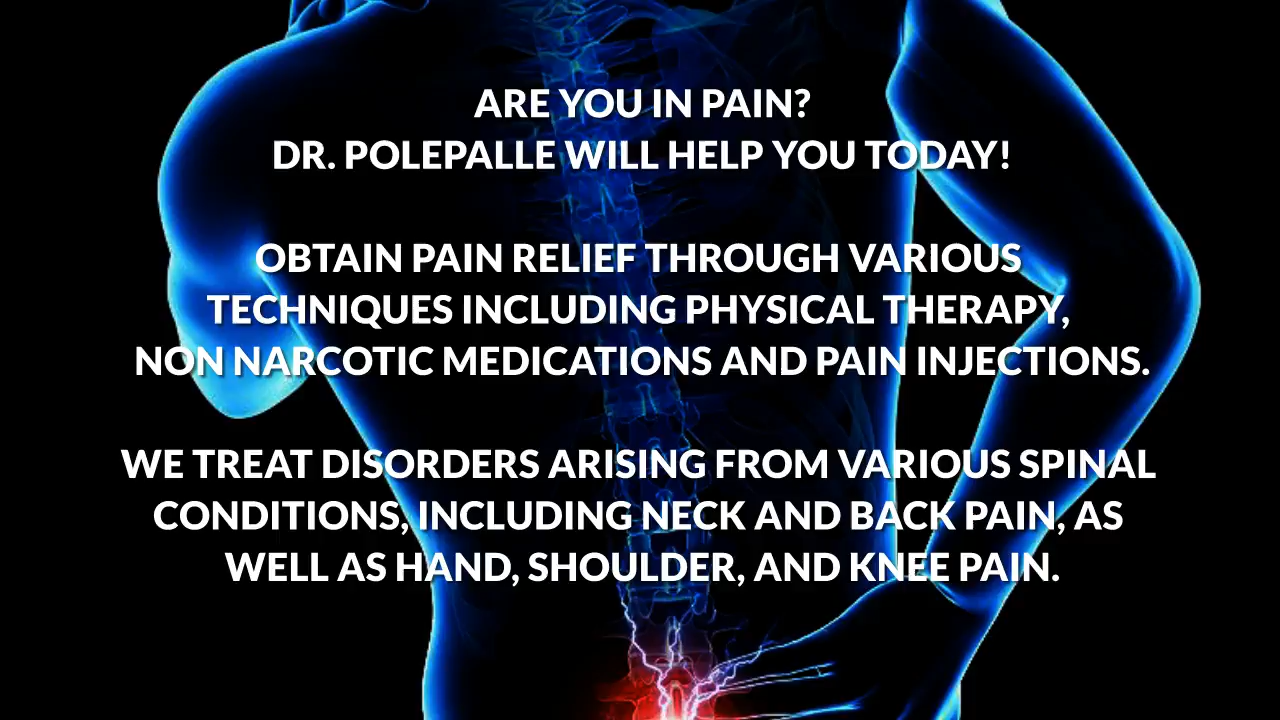 ARE YOU IN PAIN?
DR. POLEPALLE WILL HELP YOU TODAY!
OBTAIN PAIN RELIEF THROUGH VARIOUS
TECHNIQUES INCLUDING PHYSICAL THERAPY,
NON NARCOTIC MEDICATIONS AND PAIN INJECTIONS.
WE TREAT DISORDERS ARISING FROM VARIOUS SPINAL
CONDITIONS, INCLUDING NECK AND BACK PAIN, AS
WELL AS HAND, SHOULDER, AND KNEE PAIN.